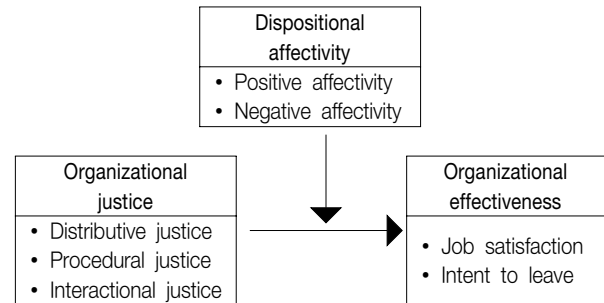 Dispositional
affectivity
• Positive affectivity
• Negative affectivity
Organizational
justice
• Distributive justice
• Procedural justice
• Interactional justice
Organizational
effectiveness
• Job satisfaction
• Intent to leave